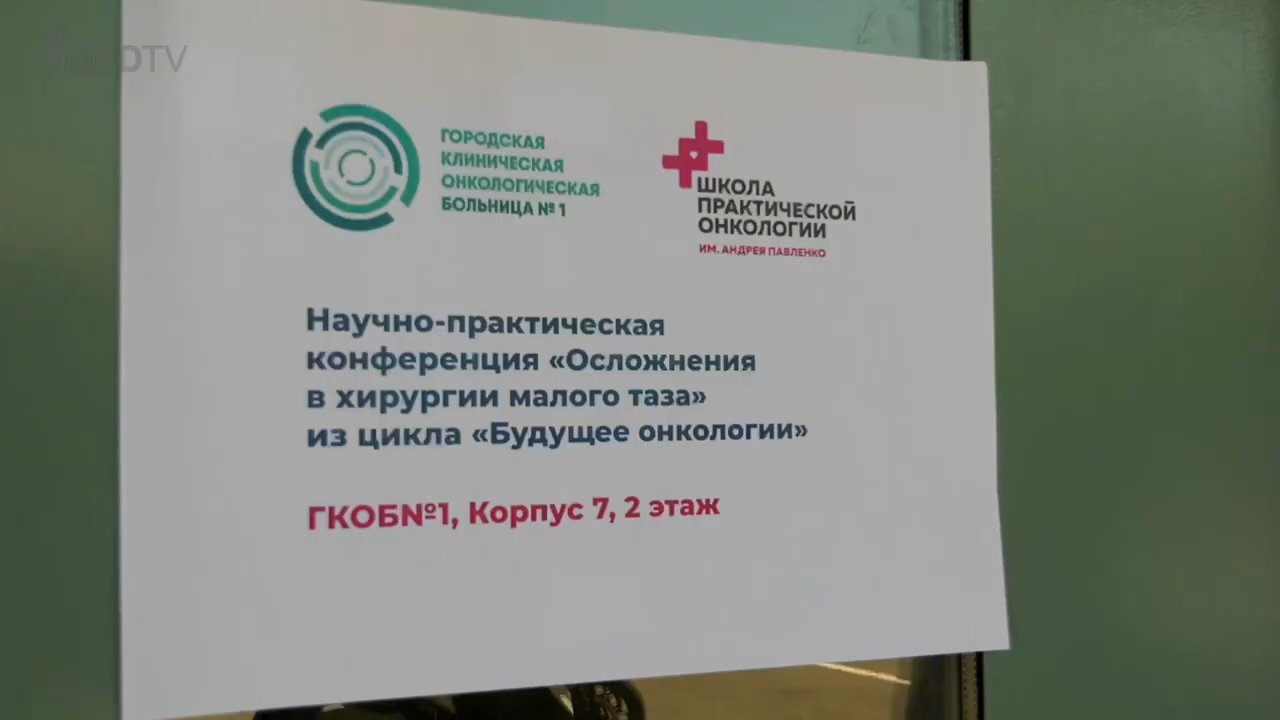 ГОРОДСКАЯ
КЛИНИЧЕСКАЯ
ОНКОЛОГИЧЕСКАЯ
БОЛЬНИЦА № 1
ШКОЛА
ПРАКТИЧЕСКОЙ
ОНКОЛОГИИ
ИМ. АНДРЕЯ ПАВЛЕНКО
Научно-практическая
конференция «Осложнения
в хирургии малого таза»
из цикла «Будущее онкологии»
ГКОБ№1, Корпус 7, 2 этаж